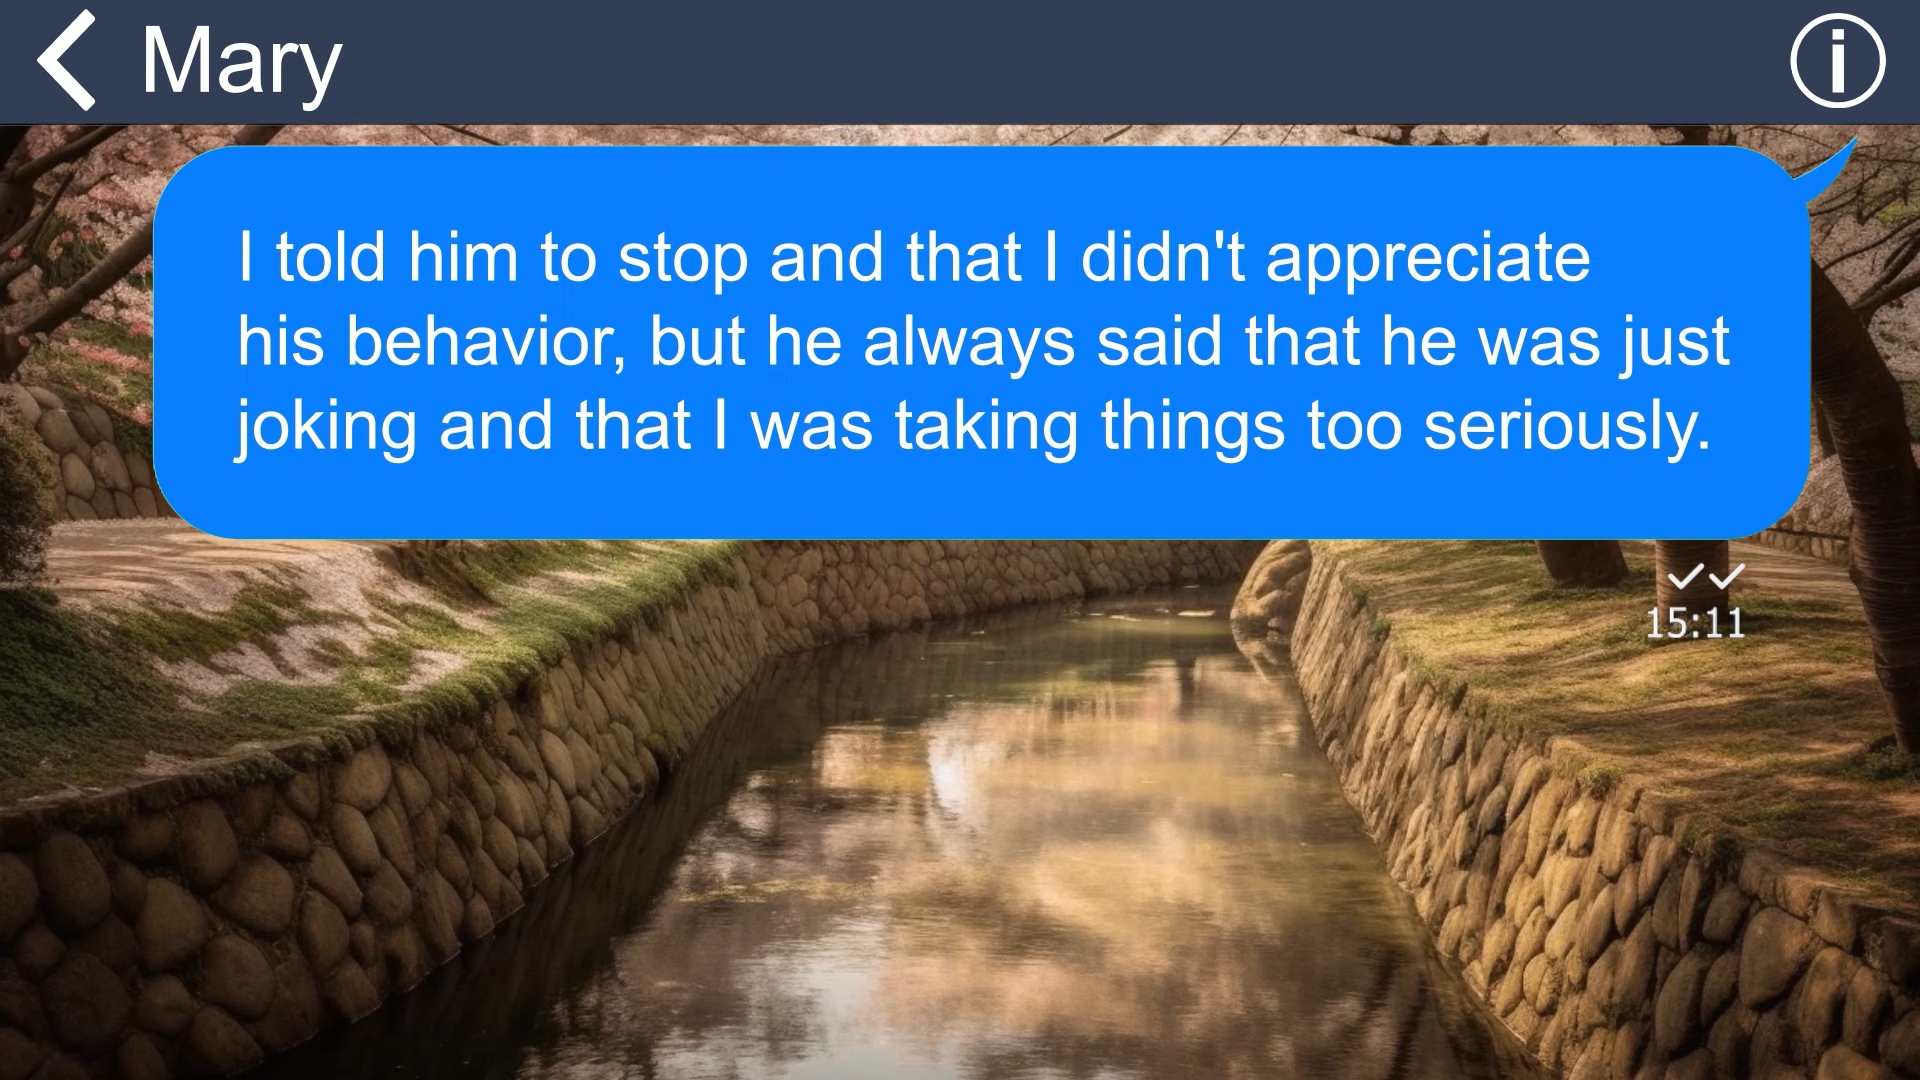 Mary
I told him to stop and that I didn't appreciate
his behavior, but he always said that he was just
joking and that I was taking things too seriously.
15:11